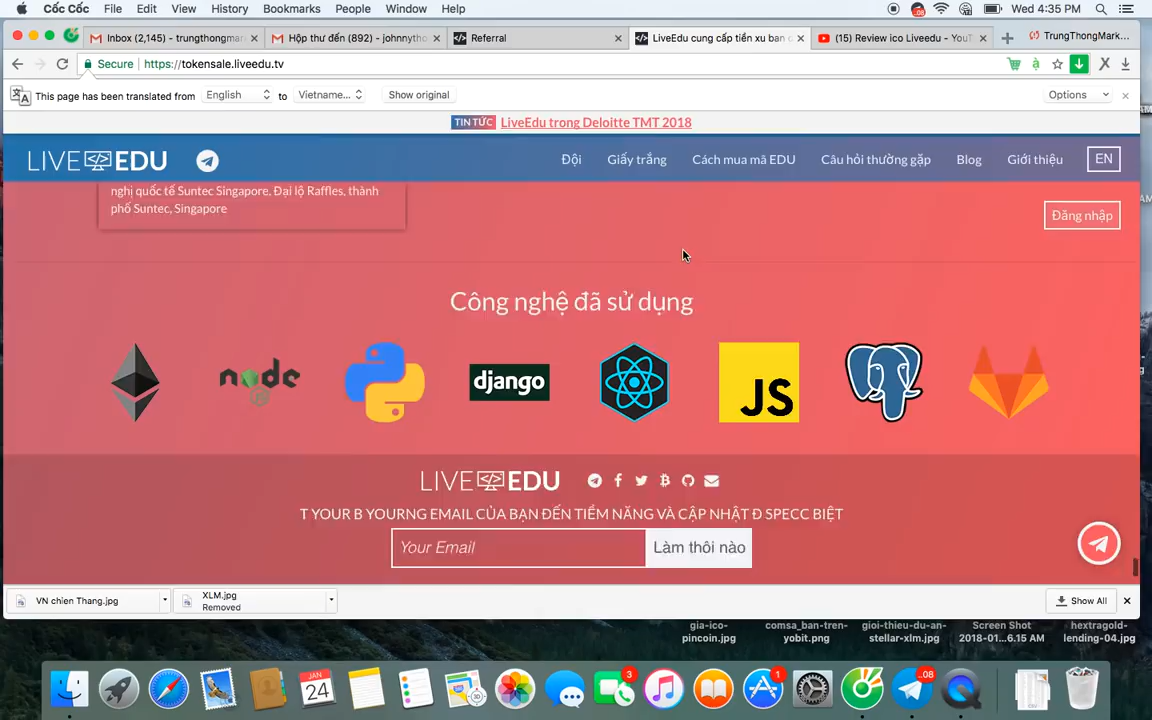 Cốc Cốc File Edit View History Bookmarks People Window Help Wed 4:35 PM
Inbox (2,145) - trungthongmar
Hộp thư đến (892) - johnnytho
Referral
LiveEdu cung cấp tiền xu ban
(15) Review ico Liveedu - YouT
TrungThongMark...
Secure https://tokensale.liveedu.tv
This page has been translated from English to Vietname... Show original Options
TIN TỨC LiveEdu trong Deloitte TMT 2018
LIVE EDU Đội Giấy trắng Cách mua mã EDU Câu hỏi thường gặp Blog Giới thiệu EN
nghị quốc tế Suntec Singapore, Đại lộ Raffles, thành
phố Suntec, Singapore
Đăng nhập
Công nghệ đã sử dụng
node
JS
django
JS
LIVE EDU
T YOUR B YOURNG EMAIL CỦA BẠN ĐẾN TIỀM NĂNG VÀ CẬP NHẬT Đ SPECC BIỆT
Your Email Làm thôi nào
VN chien Thang.jpg
XLM.jpg
Removed
Show All
gia-ico-
pincoin.jpg
comsa_ban-tren-
yobit.png
gioi-thieu-du-an-
stellar-xlm.jpg
Screen Shot
2018-01...6.15 AM
hextragold-
lending-04.jpg
JAN
24
3
1
..08